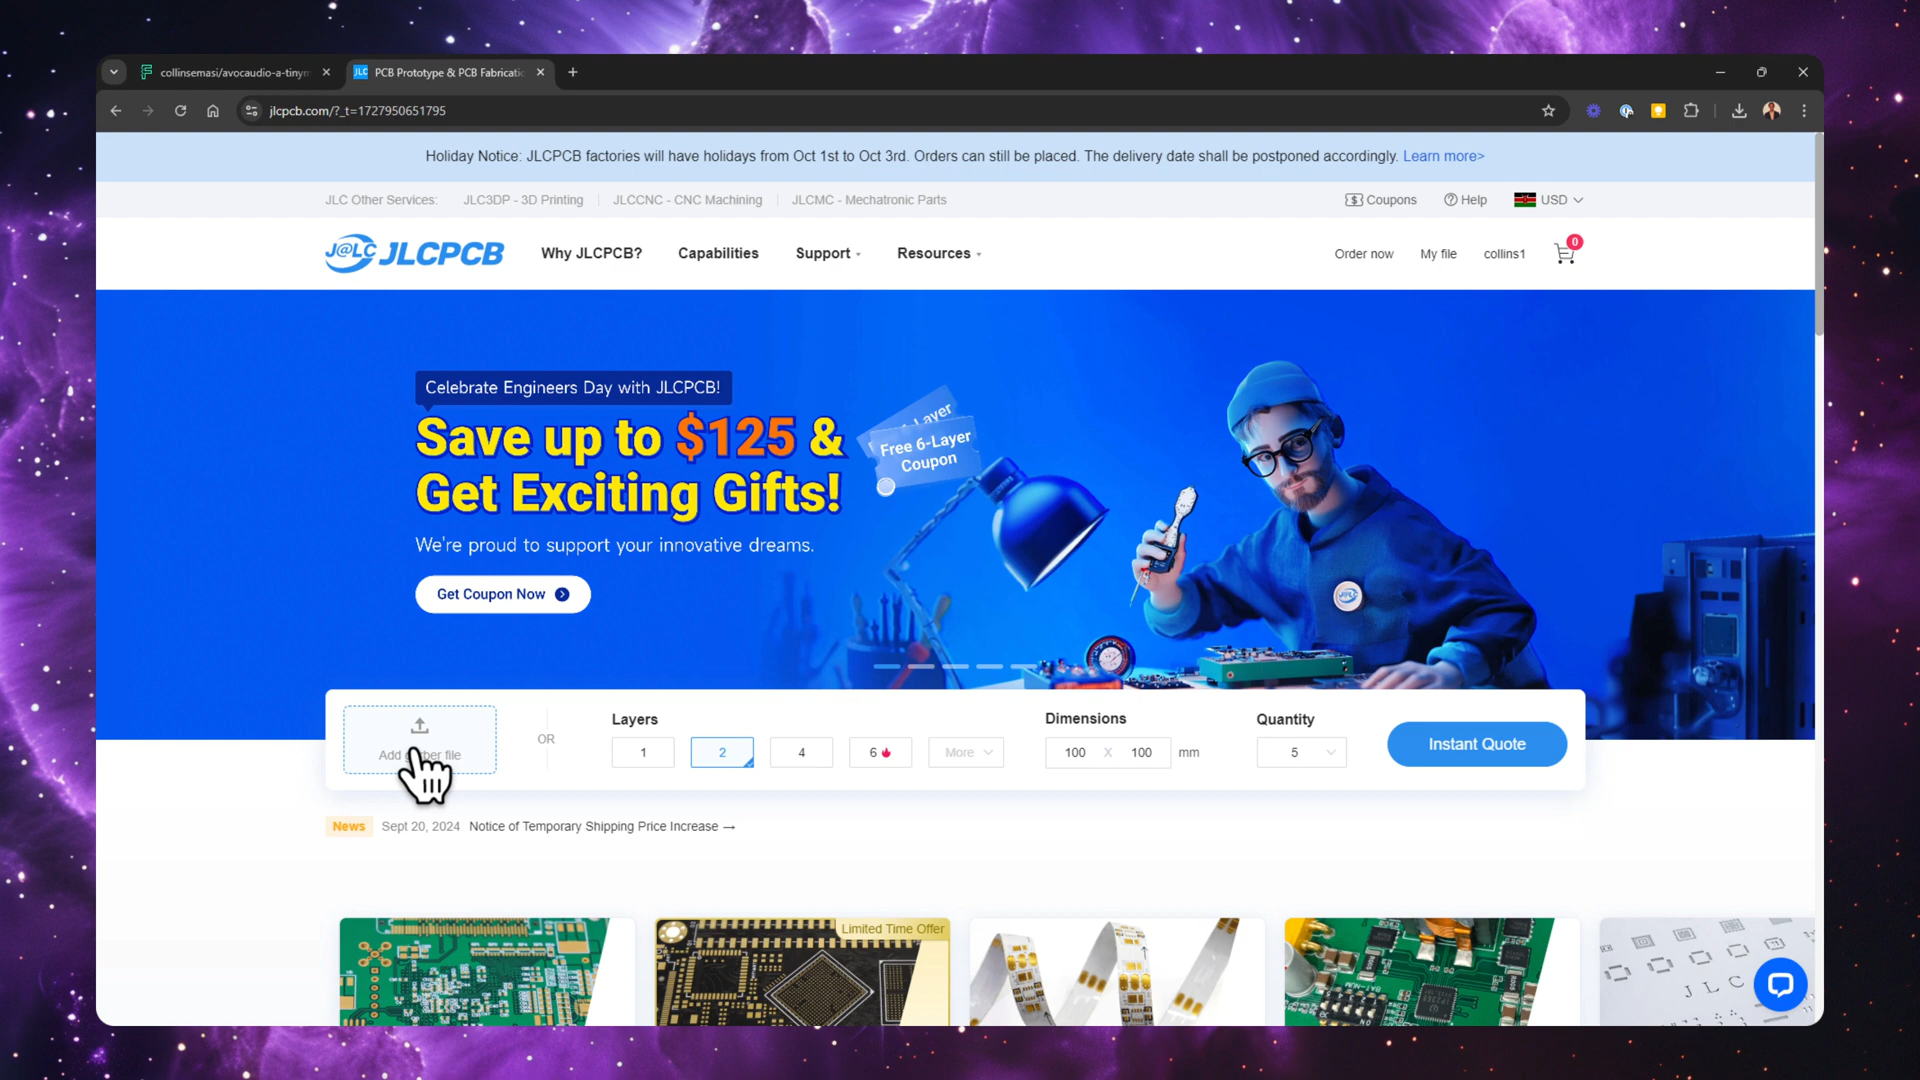 collinsemasi/avocaudio-a-tinym
PCB Prototype & PCB Fabricatio
jlcpcb.com/?_t=1727950651795
Holiday Notice: JLCPCB factories will have holidays from Oct 1st to Oct 3rd. Orders can still be placed. The delivery date shall be postponed accordingly. Learn more>
JLC Other Services: JLC3DP - 3D Printing JLCCNC - CNC Machining JLCMC - Mechatronic Parts Coupons Help USD
J@LC JLCPCB Why JLCPCB? Capabilities Support Resources Order now My file collins1 0
Celebrate Engineers Day with JLCPCB!
Save up to $125 &
Get Exciting Gifts!
We're proud to support your innovative dreams.
Get Coupon Now
Layer
Free 6-Layer
Coupon
J@LC
Add file
OR
Layers
1 2 4 6 More
Dimensions
100 X 100 mm
Quantity
5
Instant Quote
News Sept 20, 2024 Notice of Temporary Shipping Price Increase →
Limited Time Offer
J L C